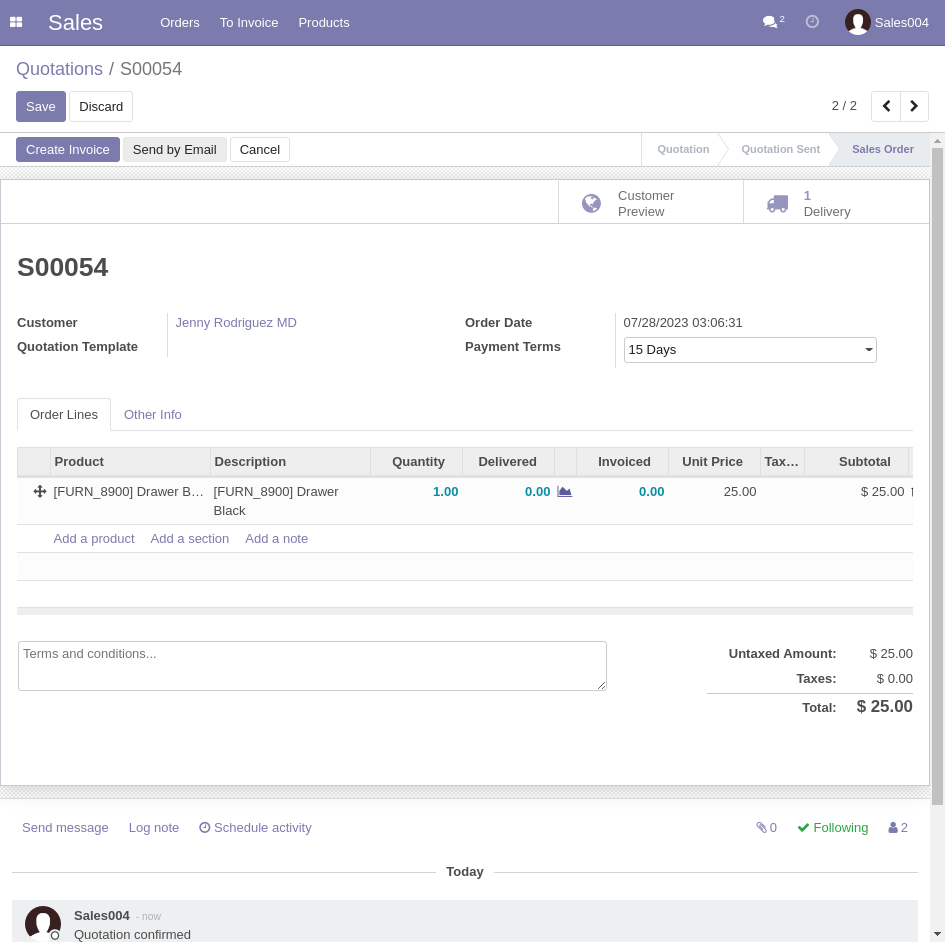 Sales Orders To Invoice Products 2 Sales004
Quotations / S00054
Save Discard 2 / 2
Create Invoice Send by Email Cancel Quotation Quotation Sent Sales Order
Customer Preview
1 Delivery
S00054
Customer Jenny Rodriguez MD Order Date 07/28/2023 03:06:31
Quotation Template Payment Terms 15 Days
Order Lines Other Info
Product Description Quantity Delivered Invoiced Unit Price Tax… Subtotal
[FURN_8900] Drawer B… [FURN_8900] Drawer 1.00 0.00 0.00 25.00 $ 25.00
Black
Add a product Add a section Add a note
Terms and conditions...
Untaxed Amount: $ 25.00
Taxes: $ 0.00
Total: $ 25.00
Send message Log note Schedule activity 0 Following 2
Today
Sales004 - now
Quotation confirmed